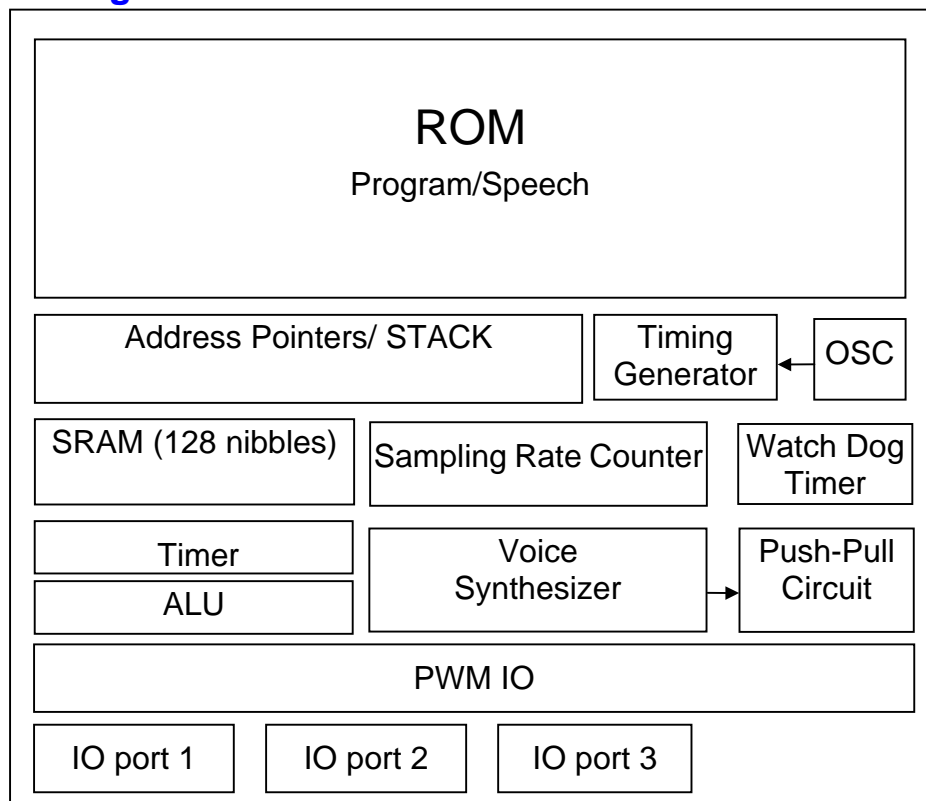 ROM
Program/Speech
Address Pointers/ STACK
Timing
Generator
OSC
SRAM (128 nibbles)
Sampling Rate Counter
Watch Dog
Timer
Timer
Voice
Synthesizer
Push-Pull
Circuit
ALU
PWM IO
IO port 1
IO port 2
IO port 3